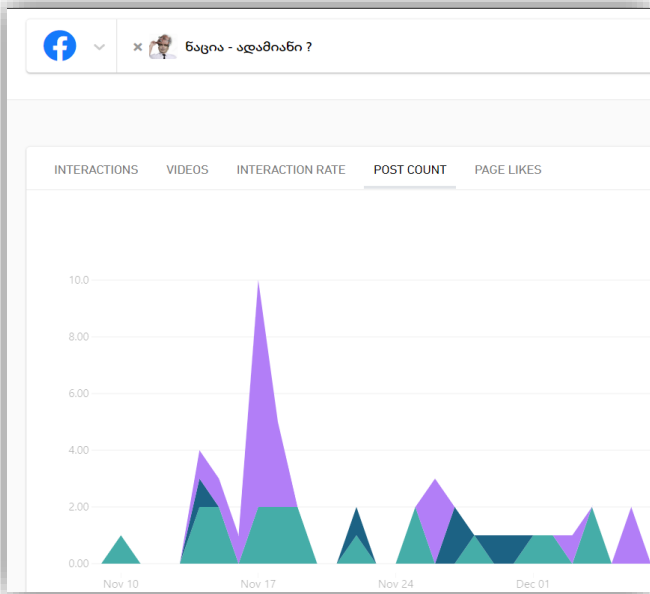 ნაცია - ადამიანი ?
INTERACTIONS VIDEOS INTERACTION RATE POST COUNT PAGE LIKES
10.0
8.00
6.00
4.00
2.00
0.00
Nov 10 Nov 17 Nov 24 Dec 01